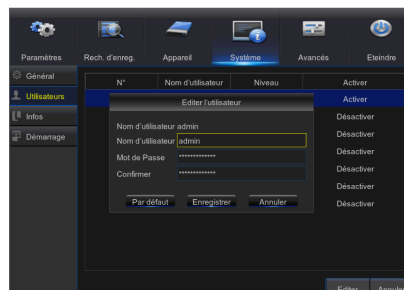 Paramètres Rech. d'enreg. Appareil Système Avancés Eteindre
Général
Utilisateurs
Infos
Démarrage
N° Nom d'utilisateur Niveau Activer
Activer
Désactiver
Désactiver
Désactiver
Désactiver
Désactiver
Editer l'utilisateur
Nom d'utilisateur admin
Nom d'utilisateur admin
Mot de Passe *************
Confirmer *************
Par défaut Enregistrer Annuler
Editer Annuler